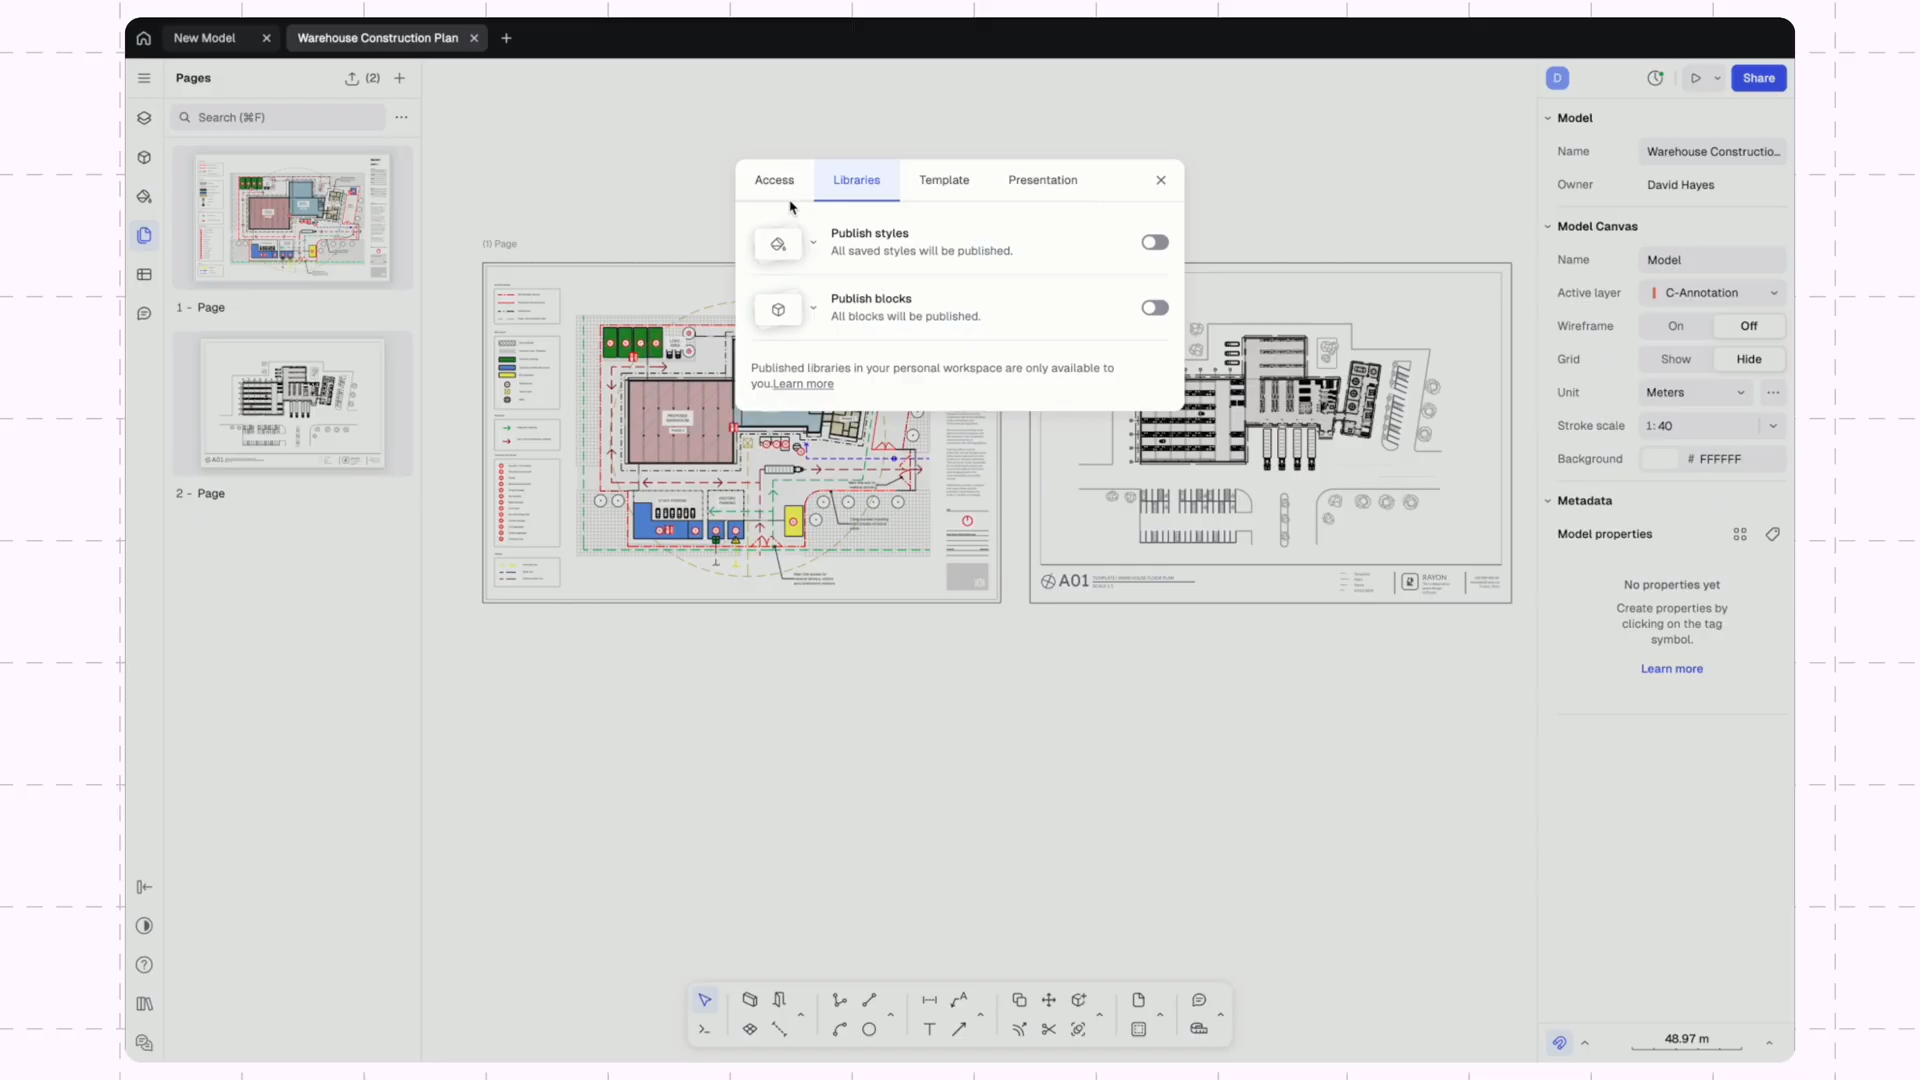 New Model
Warehouse Construction Plan
Pages
(2)
Search (⌘F)
1 - Page
2 - Page
(1) Page
Access
Libraries
Template
Presentation
Publish styles
All saved styles will be published.
Publish blocks
All blocks will be published.
Published libraries in your personal workspace are only available to
you.Learn more
A01
RAYON
A01
RAYON
D
Share
Model
Name
Warehouse Constructio...
Owner
David Hayes
Model Canvas
Name
Model
Active layer
C-Annotation
Wireframe
On
Off
Grid
Show
Hide
Unit
Meters
Stroke scale
1: 40
Background
# FFFFFF
Metadata
Model properties
No properties yet
Create properties by
clicking on the tag
symbol.
Learn more
48.97 m